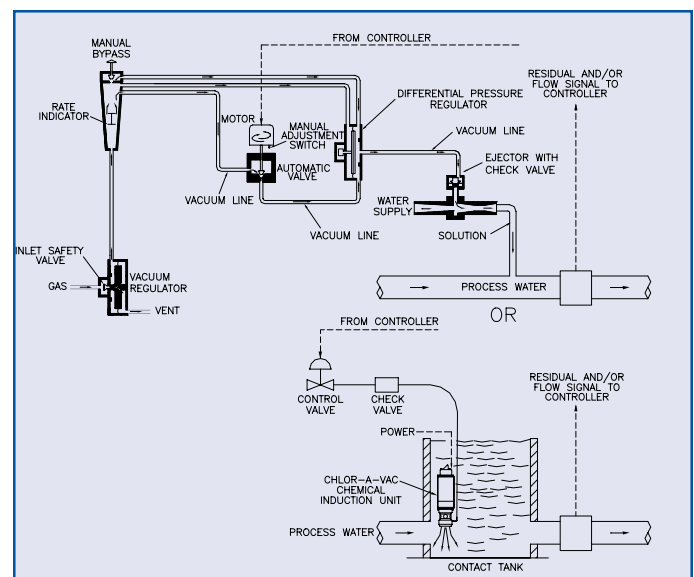 FROM CONTROLLER
MANUAL
BYPASS
RESIDUAL AND/OR
FLOW SIGNAL TO
CONTROLLER
DIFFERENTIAL PRESSURE
REGULATOR
RATE
INDICATOR
MOTOR
MANUAL
ADJUSTMENT
SWITCH
VACUUM LINE
EJECTOR WITH
CHECK VALVE
AUTOMATIC
VALVE
VACUUM LINE
WATER
SUPPLY
VACUUM LINE
SOLUTION
INLET SAFETY
VALVE
VACUUM
REGULATOR
GAS
VENT
PROCESS WATER
OR
FROM CONTROLLER
RESIDUAL AND/OR
FLOW SIGNAL TO
CONTROLLER
CONTROL
VALVE
CHECK
VALVE
POWER
CHLOR-A-VAC
CHEMICAL
INDUCTION UNIT
PROCESS WATER
CONTACT TANK